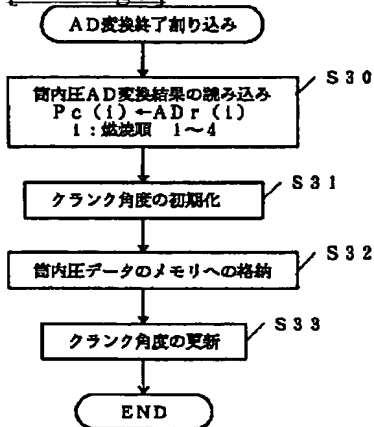 AD変換終了割り込み
S30
筒内圧AD変換結果の読み込み
Pc(i)←ADr(i)
i:燃焼順 1~4
S31
クランク角度の初期化
S32
筒内圧データのメモリへの格納
S33
クランク角度の更新
END